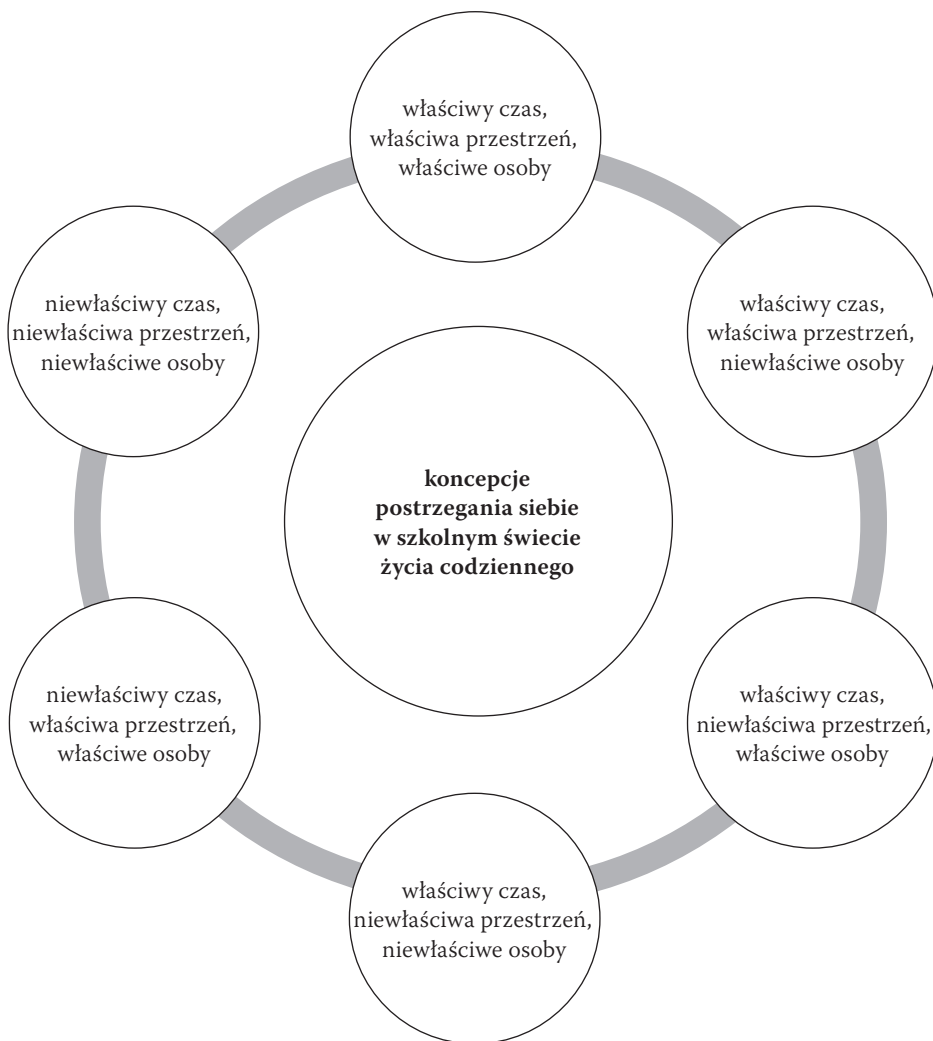 właściwy czas,
właściwa przestrzeń,
właściwe osoby
właściwy czas,
właściwa przestrzeń,
niewłaściwe osoby
właściwy czas,
niewłaściwa przestrzeń,
właściwe osoby
właściwy czas,
niewłaściwa przestrzeń,
niewłaściwe osoby
niewłaściwy czas,
właściwa przestrzeń,
właściwe osoby
niewłaściwy czas,
niewłaściwa przestrzeń,
niewłaściwe osoby
koncepcje
postrzegania siebie
w szkolnym świecie
życia codziennego